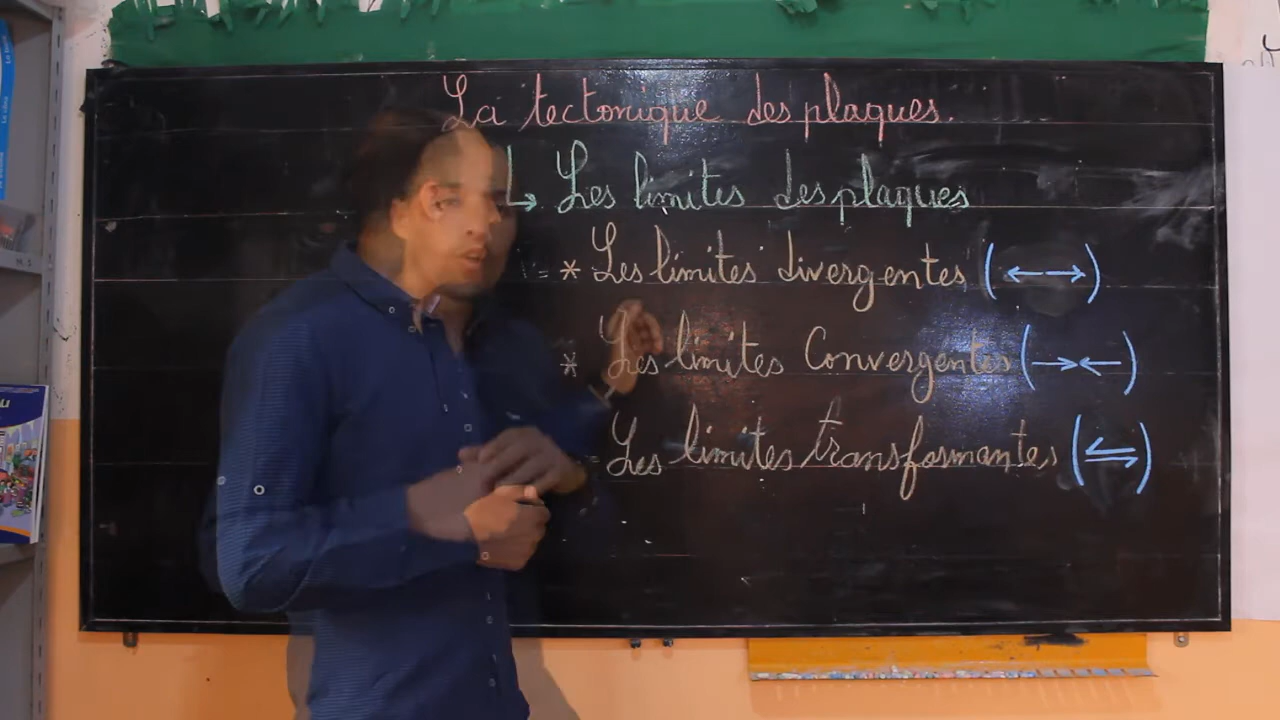 La tectonique des plaques.
↳ Les limites des plaques
* Les limites divergentes (←→)
* Les limites Convergentes (→←)
Les limites transformantes (⇋)